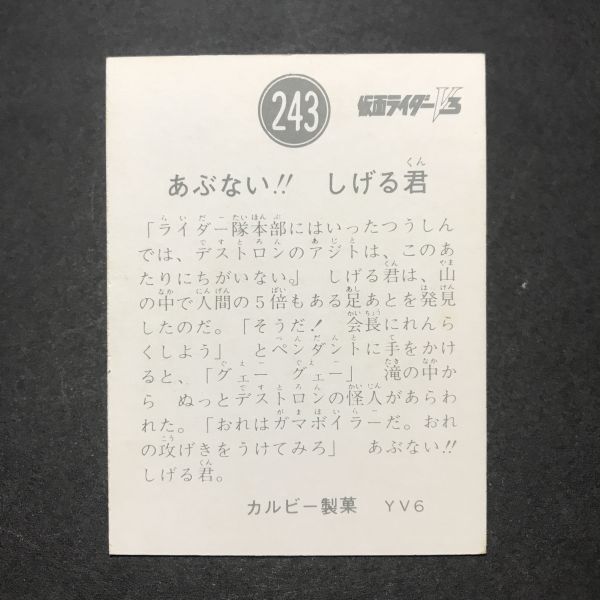 243 仮面ライダーV3
あぶない!! しげる君
「ライダー隊本部にはいったつうしん
では、デストロンのアジトは、このあ
たりにちがいない。」 しげる君は、山
の中で人間の5倍もある足あとを発見
したのだ。「そうだ! 会長にれんら
くしよう」 とペンダントに手をかけ
ると、「グェー グェー」 滝の中か
ら ぬっとデストロンの怪人があらわ
れた。「おれはガマボイラーだ。おれ
の攻げきをうけてみろ」 あぶない!!
しげる君。
カルビー製菓 YV6